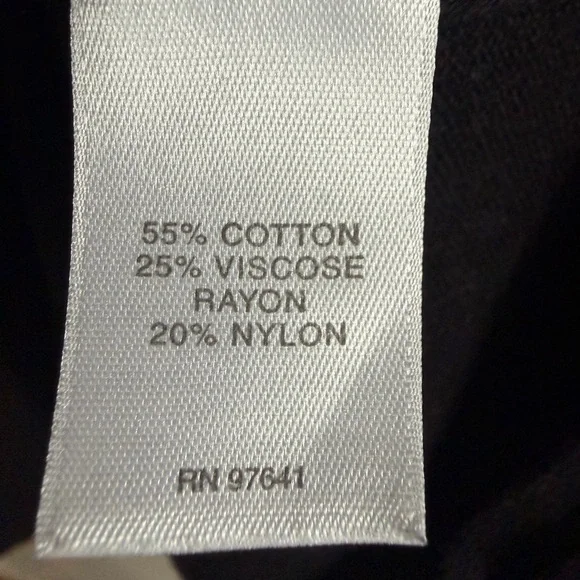 55% COTTON
25% VISCOSE
RAYON
20% NYLON
RN 97641